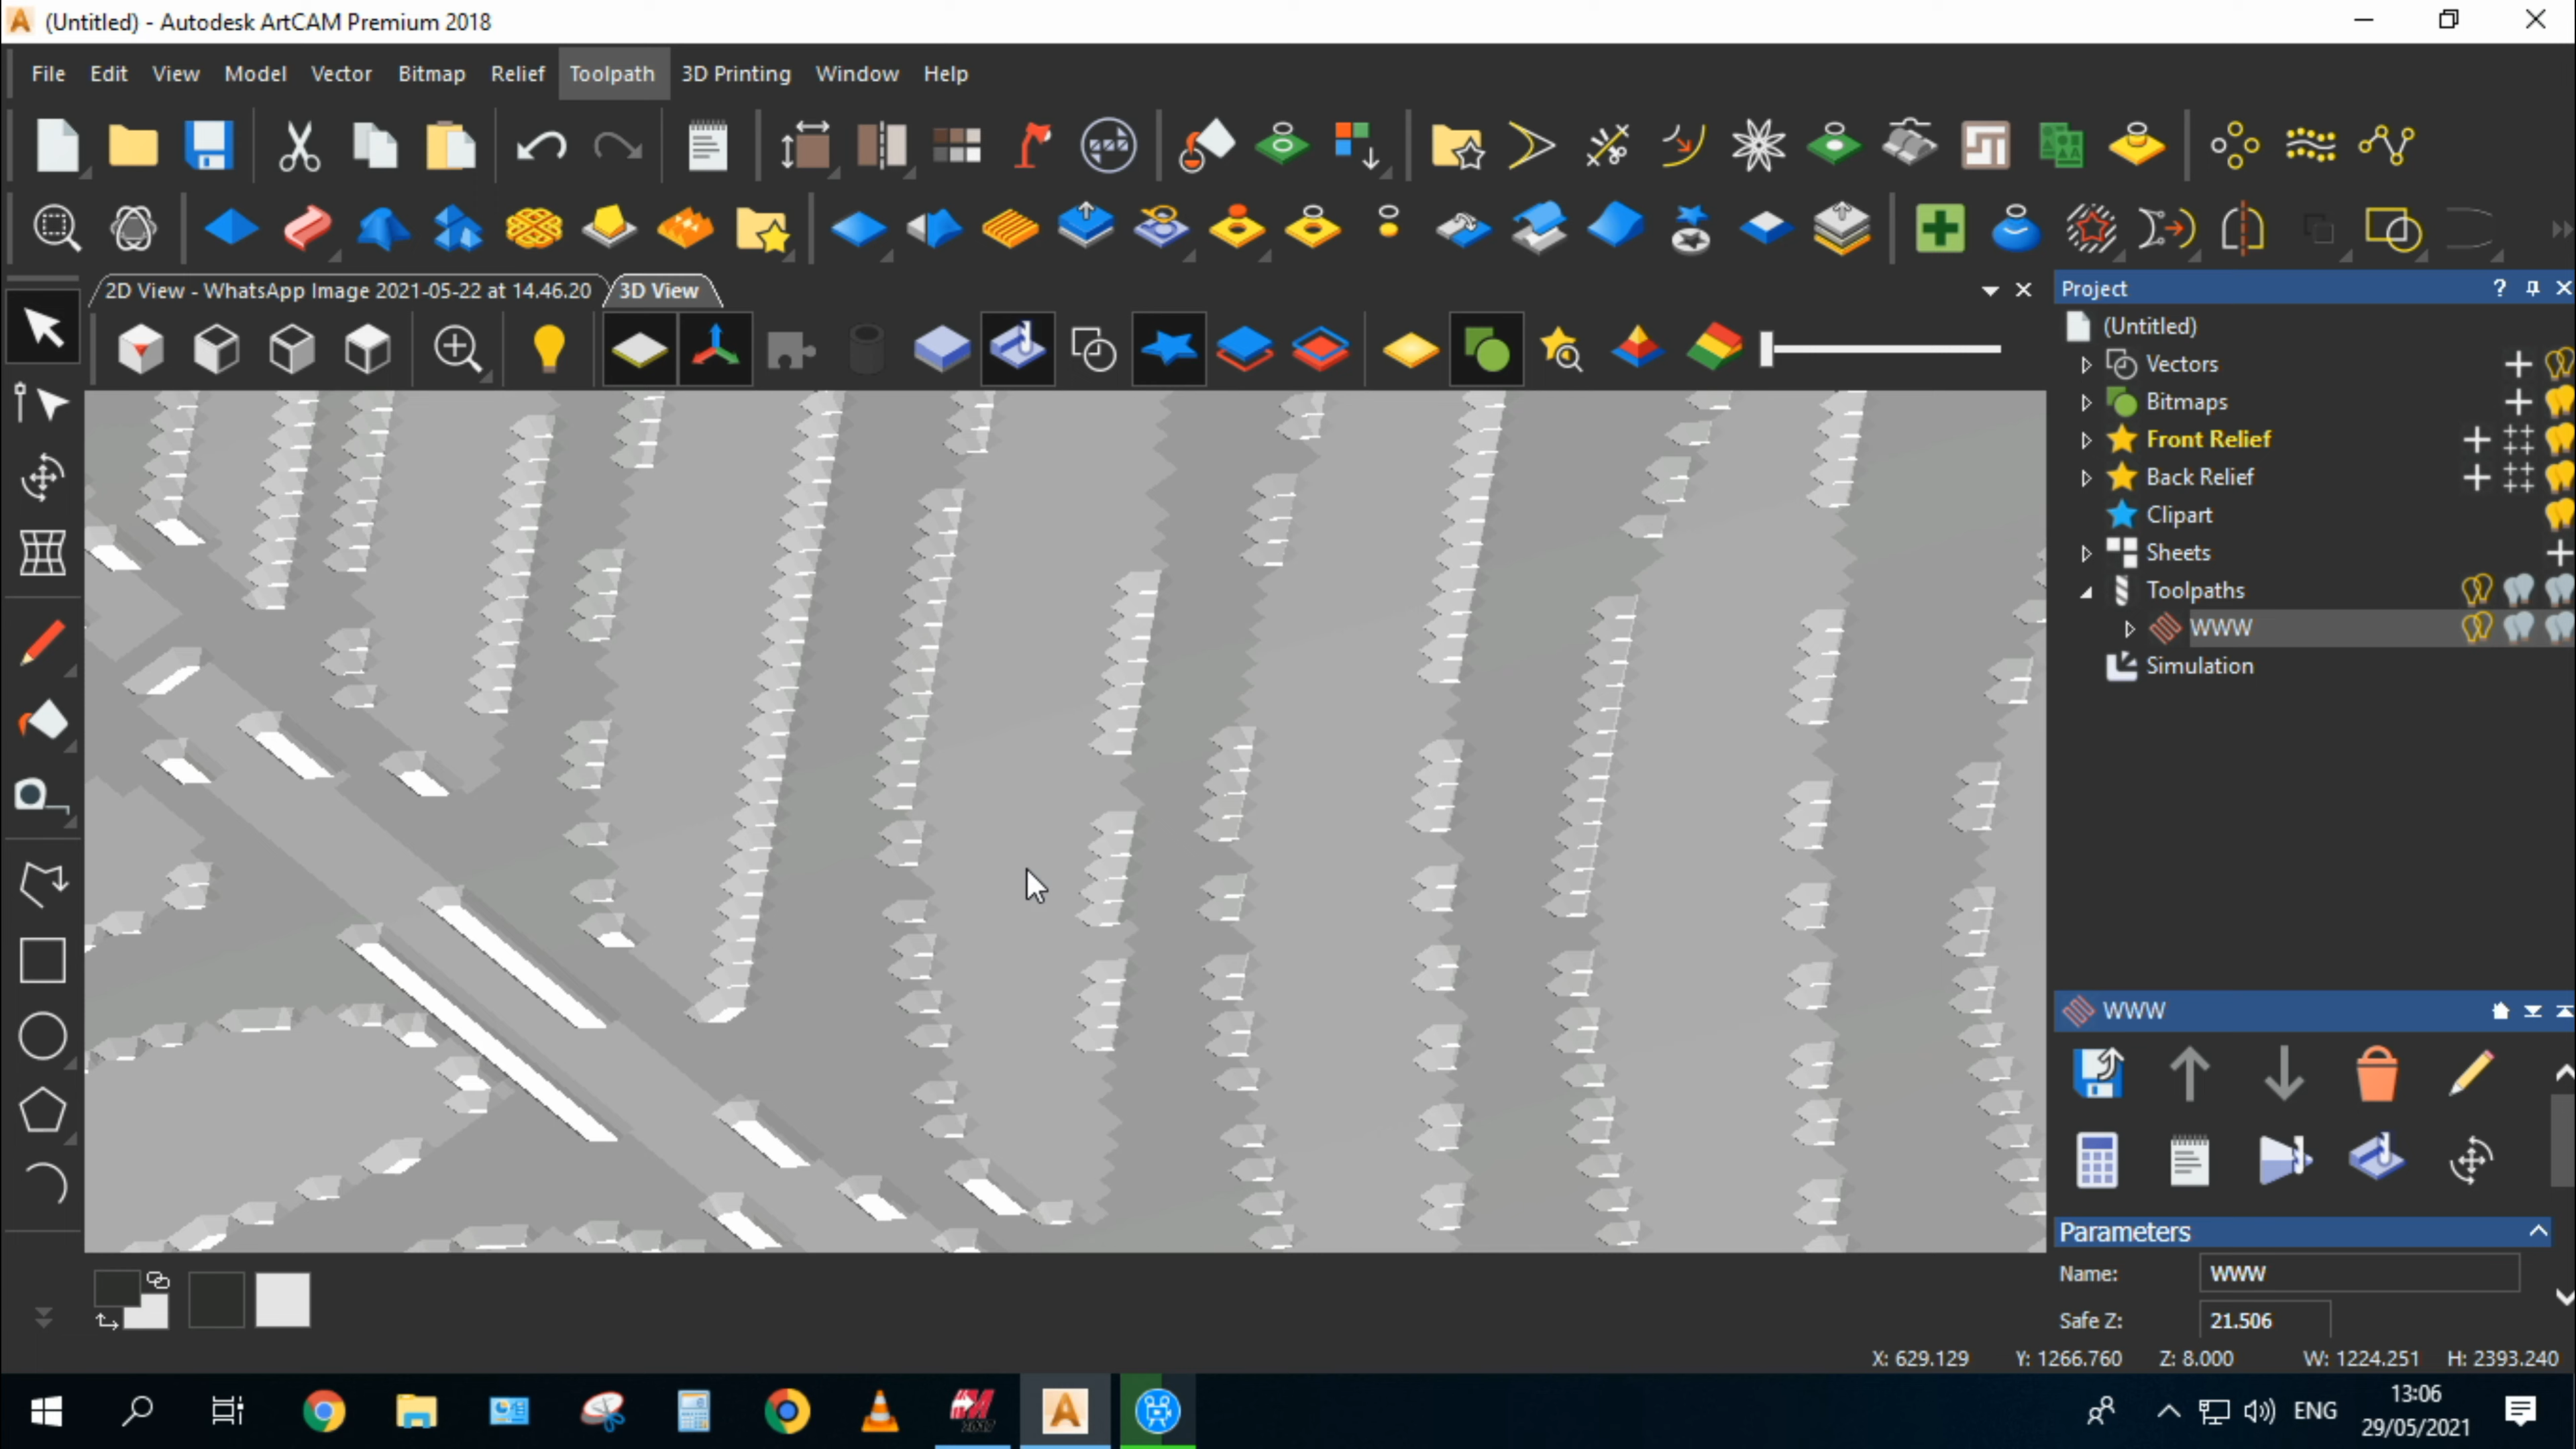 (Untitled) - Autodesk ArtCAM Premium 2018
File Edit View Model Vector Bitmap Relief Toolpath 3D Printing Window Help
2D View - WhatsApp Image 2021-05-22 at 14.46.20 3D View
Project
(Untitled)
Vectors
Bitmaps
Front Relief
Back Relief
Clipart
Sheets
Toolpaths
WWW
Simulation
WWW
Parameters
Name: WWW
Safe Z: 21.506
X: 629.129 Y: 1266.760 Z: 8.000 W: 1224.251 H: 2393.240
ENG
13:06
29/05/2021